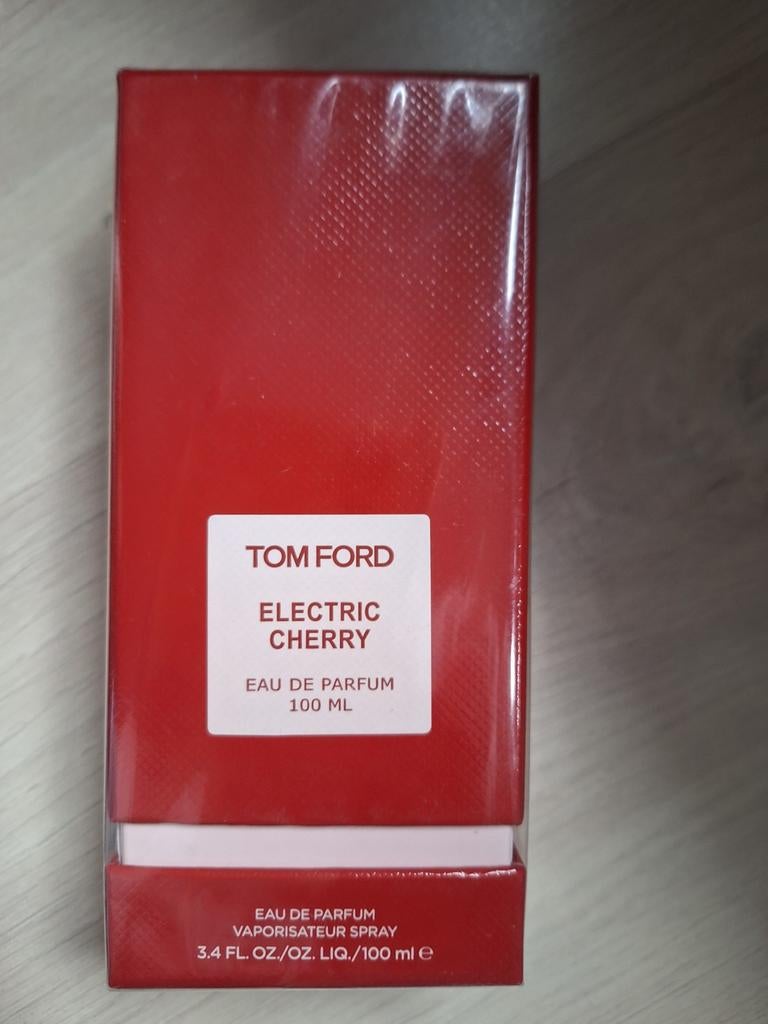 TOM FORD
ELECTRIC
CHERRY
EAU DE PARFUM
100 ML
EAU DE PARFUM
VAPORISATEUR SPRAY
3.4 FL. OZ./OZ. LIQ./100 ml ℮